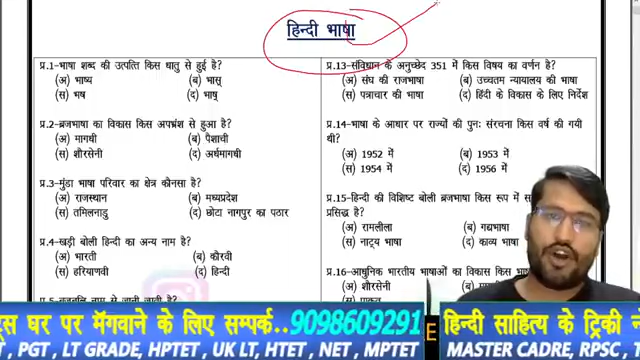 हिन्दी भाषा
प्र.1-भाषा शब्द की उत्पत्ति किस धातु से हुई है?
(अ) भाष्य (ब) भासृ
(स) भष (द) भाष्
प्र.2-ब्रजभाषा का विकास किस अपभ्रंश से हुआ है?
(अ) मागधी (ब) पैशाची
(स) शौरसेनी (द) अर्धमागधी
प्र.3-मुंडा भाषा परिवार का क्षेत्र कौनसा है?
(अ) राजस्थान (ब) मध्यप्रदेश
(स) तमिलनाडु (द) छोटा नागपुर का पठार
प्र.4-खड़ी बोली हिन्दी का अन्य नाम है?
(अ) भारती (ब) कौरवी
(स) हरियाणवी (द) हिन्दी
प्र.5-
नाम से जानी जाती है?
प्र.13-संविधान के अनुच्छेद 351 में किस विषय का वर्णन है?
(अ) संघ की राजभाषा (ब) उच्चतम न्यायालय की भाषा
(स) पत्राचार की भाषा (द) हिंदी के विकास के लिए निर्देश
प्र.14-भाषा के आधार पर राज्यों की पुनः संरचना किस वर्ष की गयी
थी?
(अ) 1952 में (ब) 1953 में
(स) 1954 में (द) 1956 में
प्र.15-हिन्दी की विशिष्ट बोली ब्रजभाषा किस रूप में
प्रसिद्ध है?
(अ) रामलीला (ब) गद्यभाषा
(स) नाट्य भाषा (द) काव्य भाषा
प्र.16-आधुनिक भारतीय भाषाओं का विकास किस
(अ) शौरसेनी
घर पर मॅगवाने के लिए सम्पर्क..9098609291 E हिन्दी साहित्य के ट्रिकी
, PGT , LT GRADE, HPTET , UK LT, HTET , NET , MPTET MASTER CADRE, RPSC,